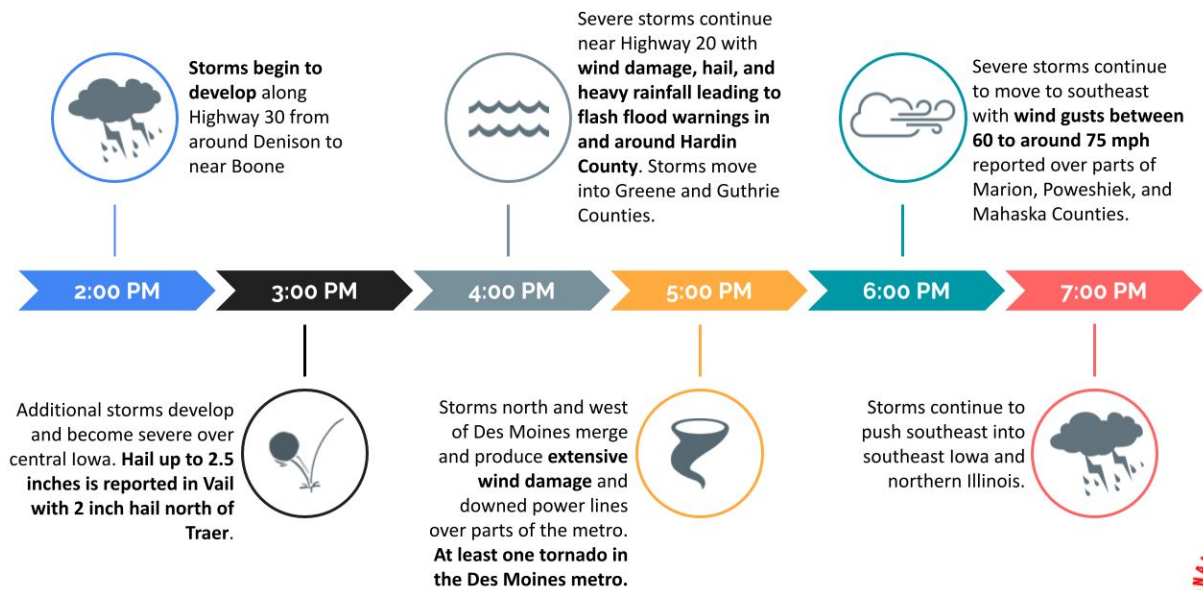 Storms begin to
develop along
Highway 30 from
around Denison to
near Boone
Severe storms continue
near Highway 20 with
wind damage, hail, and
heavy rainfall leading to
flash flood warnings in
and around Hardin
County. Storms move
into Greene and Guthrie
Counties.
Severe storms continue
to move to southeast
with wind gusts between
60 to around 75 mph
reported over parts of
Marion, Poweshiek, and
Mahaska Counties.
2:00 PM
3:00 PM
4:00 PM
5:00 PM
6:00 PM
7:00 PM
Additional storms develop
and become severe over
central Iowa. Hail up to 2.5
inches is reported in Vail
with 2 inch hail north of
Traer.
Storms north and west
of Des Moines merge
and produce extensive
wind damage and
downed power lines
over parts of the metro.
At least one tornado in
the Des Moines metro.
Storms continue to
push southeast into
southeast Iowa and
northern Illinois.